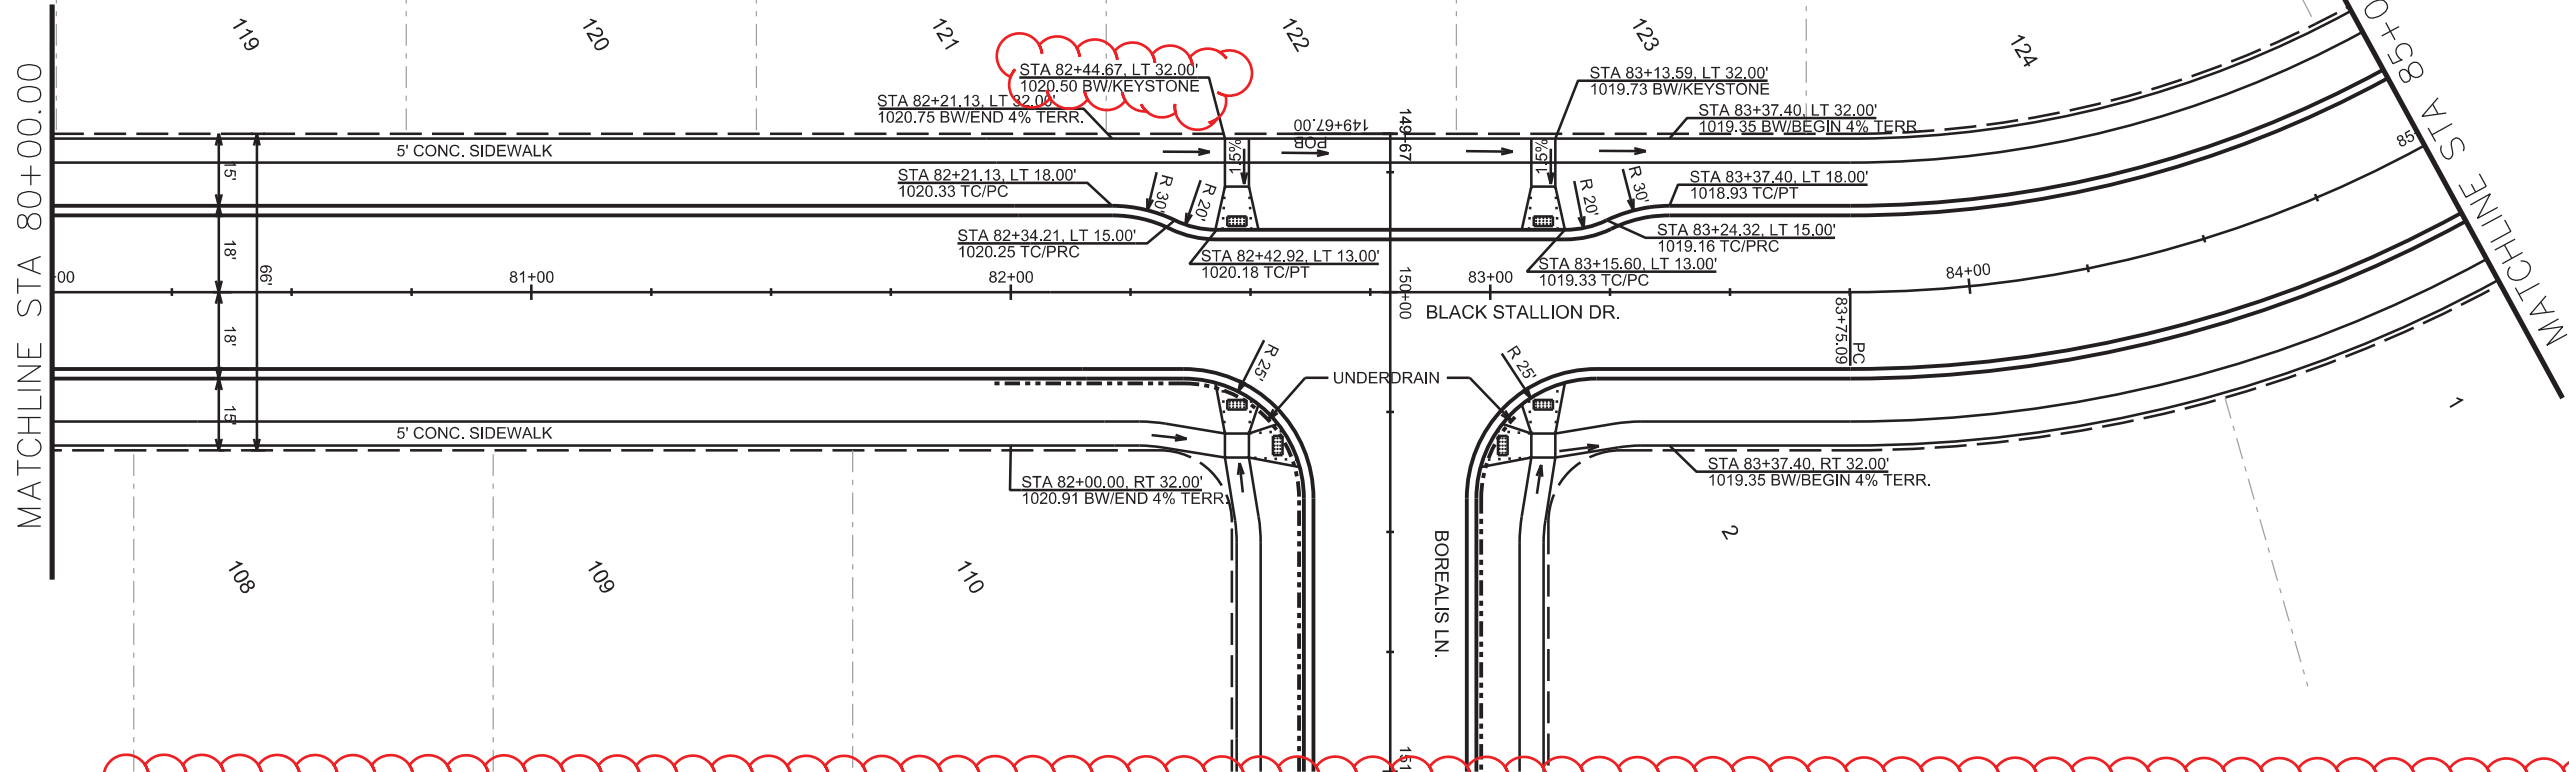 MATCHLINE STA 80+00.00
119
120
121
122
123
124
STA 82+44.67, LT 32.00'
1020.50 BW/KEYSTONE
STA 82+21.13, LT 32.00'
1020.75 BW/END 4% TERR.
STA 83+13.59, LT 32.00'
1019.73 BW/KEYSTONE
STA 83+37.40, LT 32.00'
1019.35 BW/BEGIN 4% TERR
149+67.00
POB
149+67
5' CONC. SIDEWALK
1.5%
1.5%
15'
STA 82+21.13, LT 18.00'
1020.33 TC/PC
R 30'
R 20'
R 20'
R 30'
STA 83+37.40, LT 18.00'
1018.93 TC/PT
STA 82+34.21, LT 15.00'
1020.25 TC/PRC
STA 82+42.92, LT 13.00'
1020.18 TC/PT
STA 83+24.32, LT 15.00'
1019.16 TC/PRC
STA 83+15.60, LT 13.00'
1019.33 TC/PC
18'
66'
+00
81+00
82+00
150+00
83+00
84+00
85+
MATCHLINE STA 85+0
BLACK STALLION DR.
83+75.09
PC
18'
R 25'
UNDERDRAIN
R 25'
15'
5' CONC. SIDEWALK
STA 82+00.00, RT 32.00'
1020.91 BW/END 4% TERR.
STA 83+37.40, RT 32.00'
1019.35 BW/BEGIN 4% TERR.
1
2
108
109
110
BOREALIS LN.
151